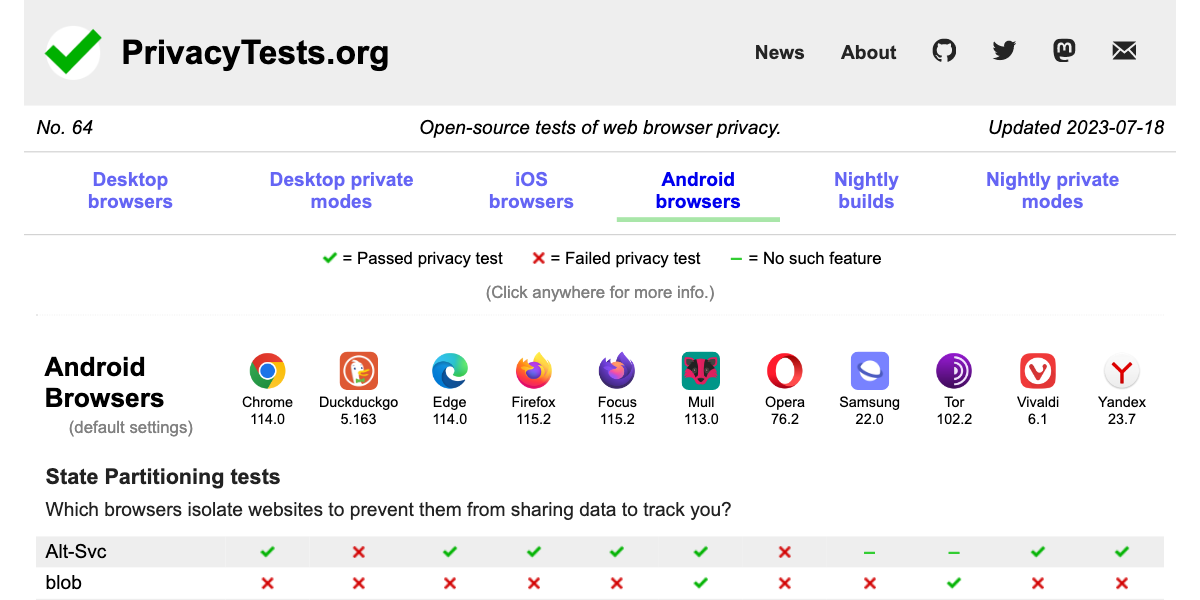 PrivacyTests.org
News About
No. 64 Open-source tests of web browser privacy. Updated 2023-07-18
Desktop browsers Desktop private modes iOS browsers Android browsers Nightly builds Nightly private modes
= Passed privacy test = Failed privacy test = No such feature
(Click anywhere for more info.)
Android
Browsers
(default settings)
Chrome 114.0 Duckduckgo 5.163 Edge 114.0 Firefox 115.2 Focus 115.2 Mull 113.0 Opera 76.2 Samsung 22.0 Tor 102.2 Vivaldi 6.1 Yandex 23.7
State Partitioning tests
Which browsers isolate websites to prevent them from sharing data to track you?
Alt-Svc
blob